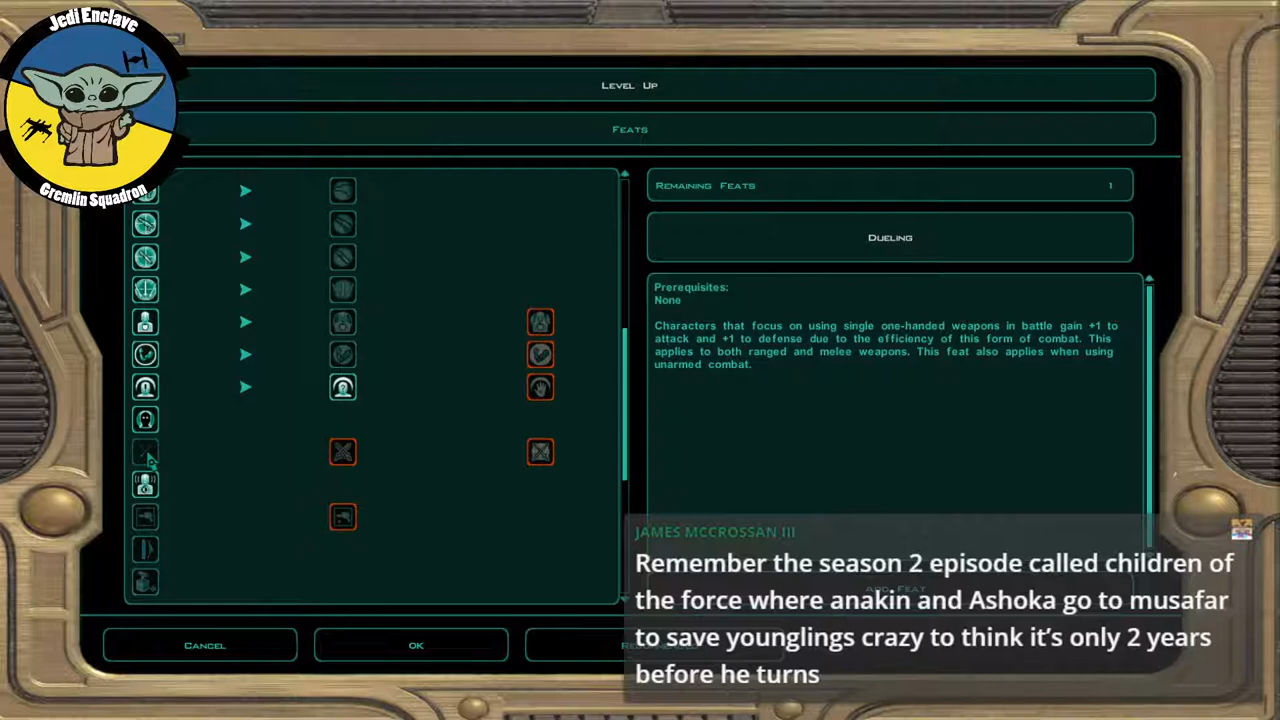 Jedi Enclave
Gremlin Squadron
LEVEL UP
FEATS
REMAINING FEATS 1
DUELING
Prerequisites:
None
Characters that focus on using single one-handed weapons in battle gain +1 to
attack and +1 to defense due to the efficiency of this form of combat. This
applies to both ranged and melee weapons. This feat also applies when using
unarmed combat.
ADD FEAT
CANCEL
OK
JAMES MCCROSSAN III
Remember the season 2 episode called children of
the force where anakin and Ashoka go to musafar
to save younglings crazy to think it's only 2 years
before he turns